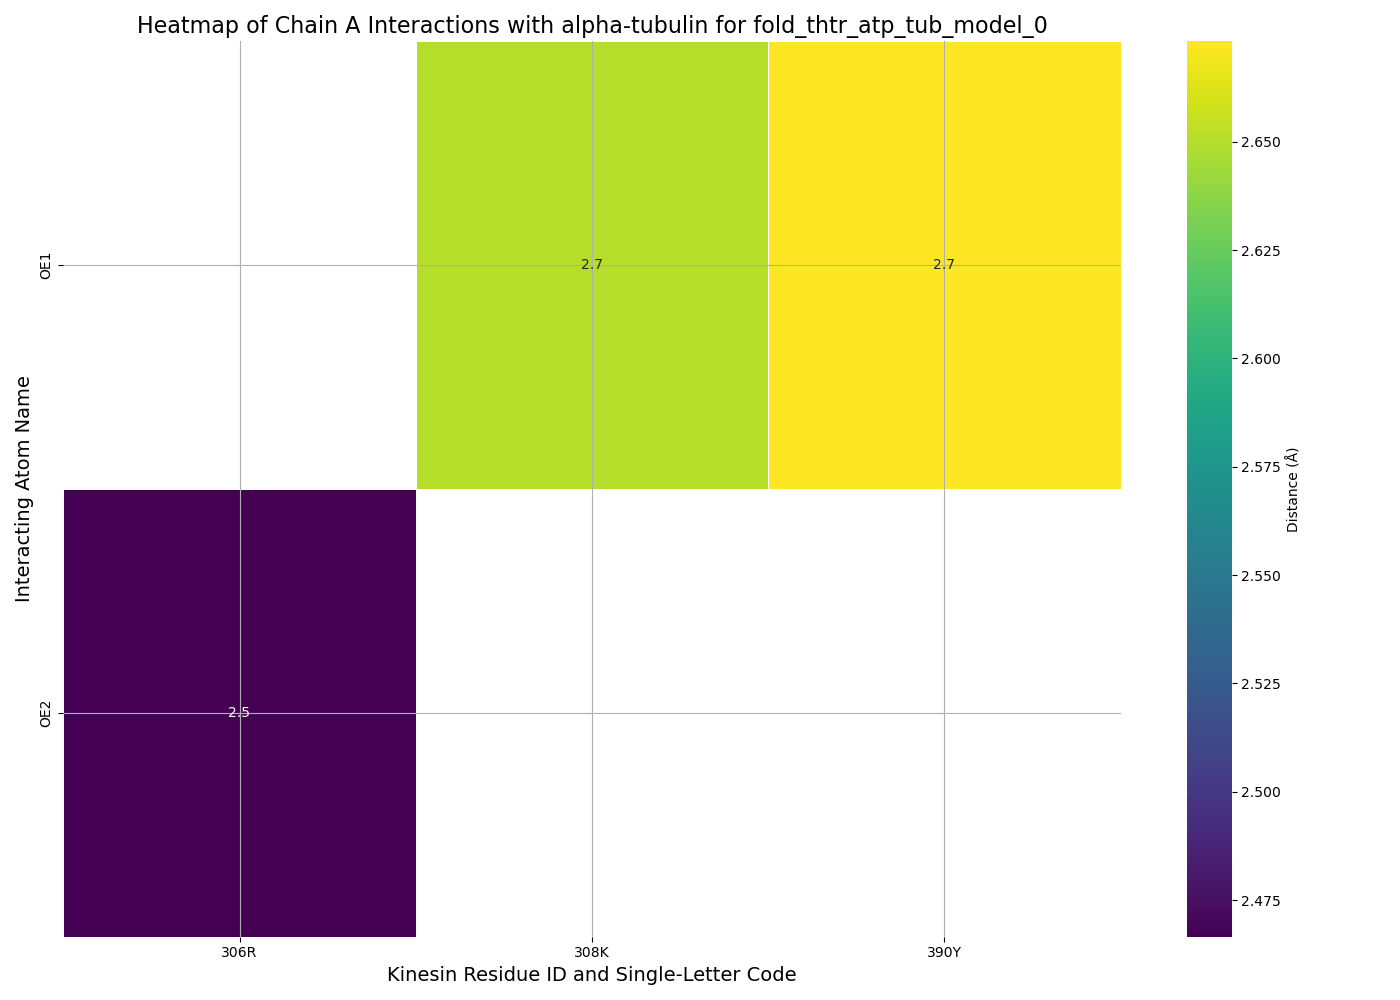 Heatmap of Chain A Interactions with alpha-tubulin for fold_thtr_atp_tub_model_0
Interacting Atom Name
OE1
OE2
2.7
2.7
2.5
306R
308K
390Y
Kinesin Residue ID and Single-Letter Code
2.650
2.625
2.600
2.575
2.550
2.525
2.500
2.475
Distance (Å)